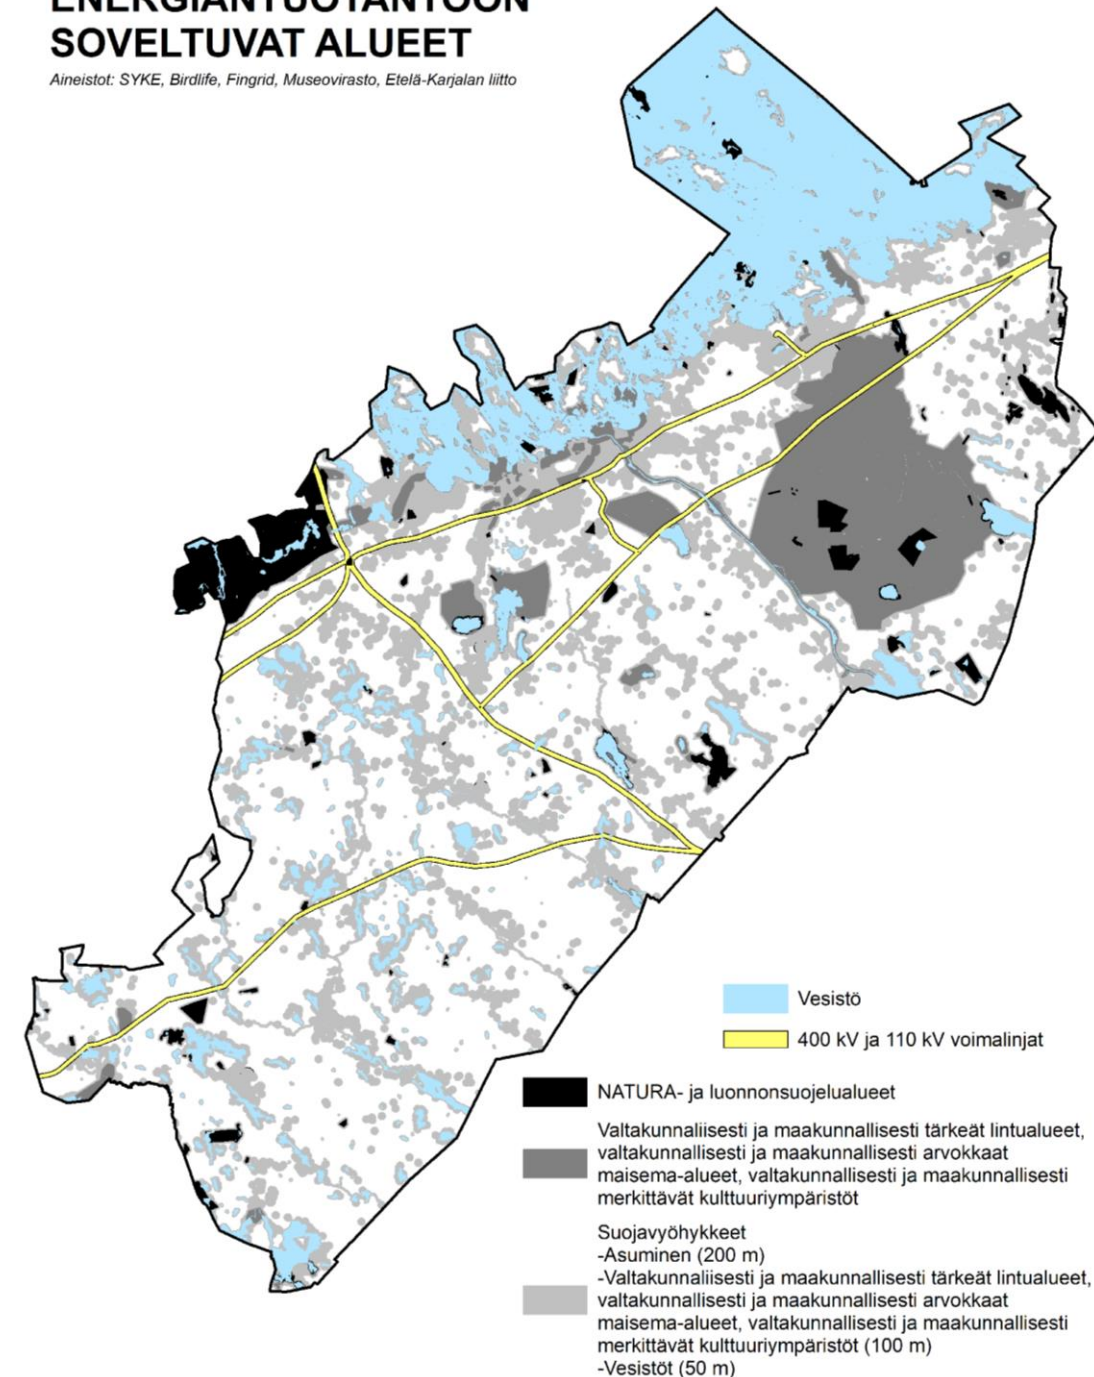 ENERGIANTUOTANTOON
SOVELTUVAT ALUEET
Aineistot: SYKE, Birdlife, Fingrid, Museovirasto, Etelä-Karjalan liitto
Vesistö
400 kV ja 110 kV voimalinjat
NATURA- ja luonnonsuojelualueet
Valtakunnaliisesti ja maakunnallisesti tärkeät lintualueet,
valtakunnallisesti ja maakunnallisesti arvokkaat
maisema-alueet, valtakunnallisesti ja maakunnallisesti
merkittävät kulttuuriympäristöt
Suojavyöhykkeet
-Asuminen (200 m)
-Valtakunnaliisesti ja maakunnallisesti tärkeät lintualueet,
valtakunnallisesti ja maakunnallisesti arvokkaat
maisema-alueet, valtakunnallisesti ja maakunnallisesti
merkittävät kulttuuriympäristöt (100 m)
-Vesistöt (50 m)